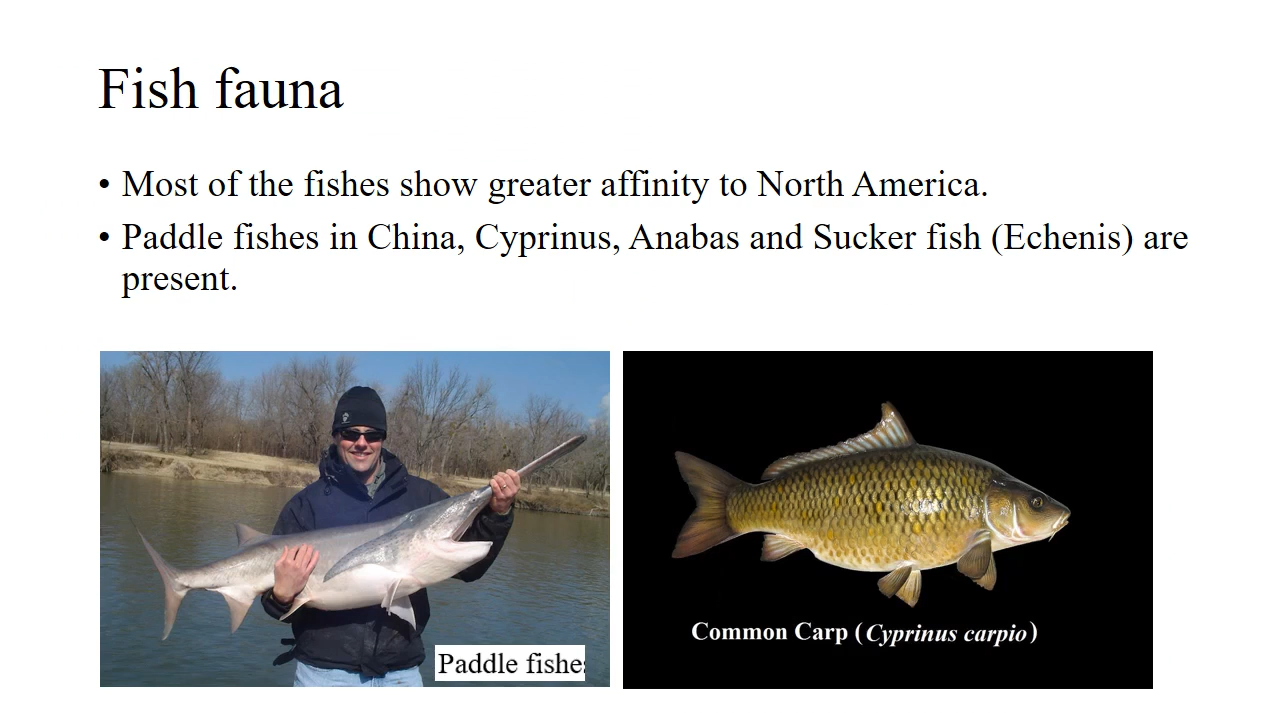 Fish fauna
• Most of the fishes show greater affinity to North America.
• Paddle fishes in China, Cyprinus, Anabas and Sucker fish (Echenis) are
present.
Paddle fishes
Common Carp (Cyprinus carpio)